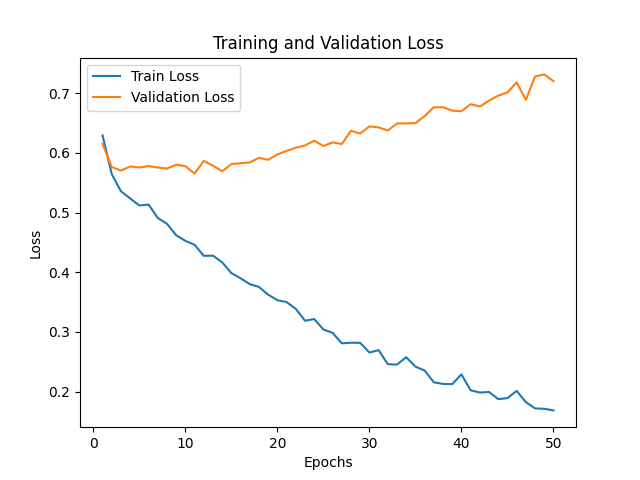 Training and Validation Loss
Train Loss
Validation Loss
0.7
0.6
0.5
0.4
0.3
0.2
Loss
0 10 20 30 40 50
Epochs